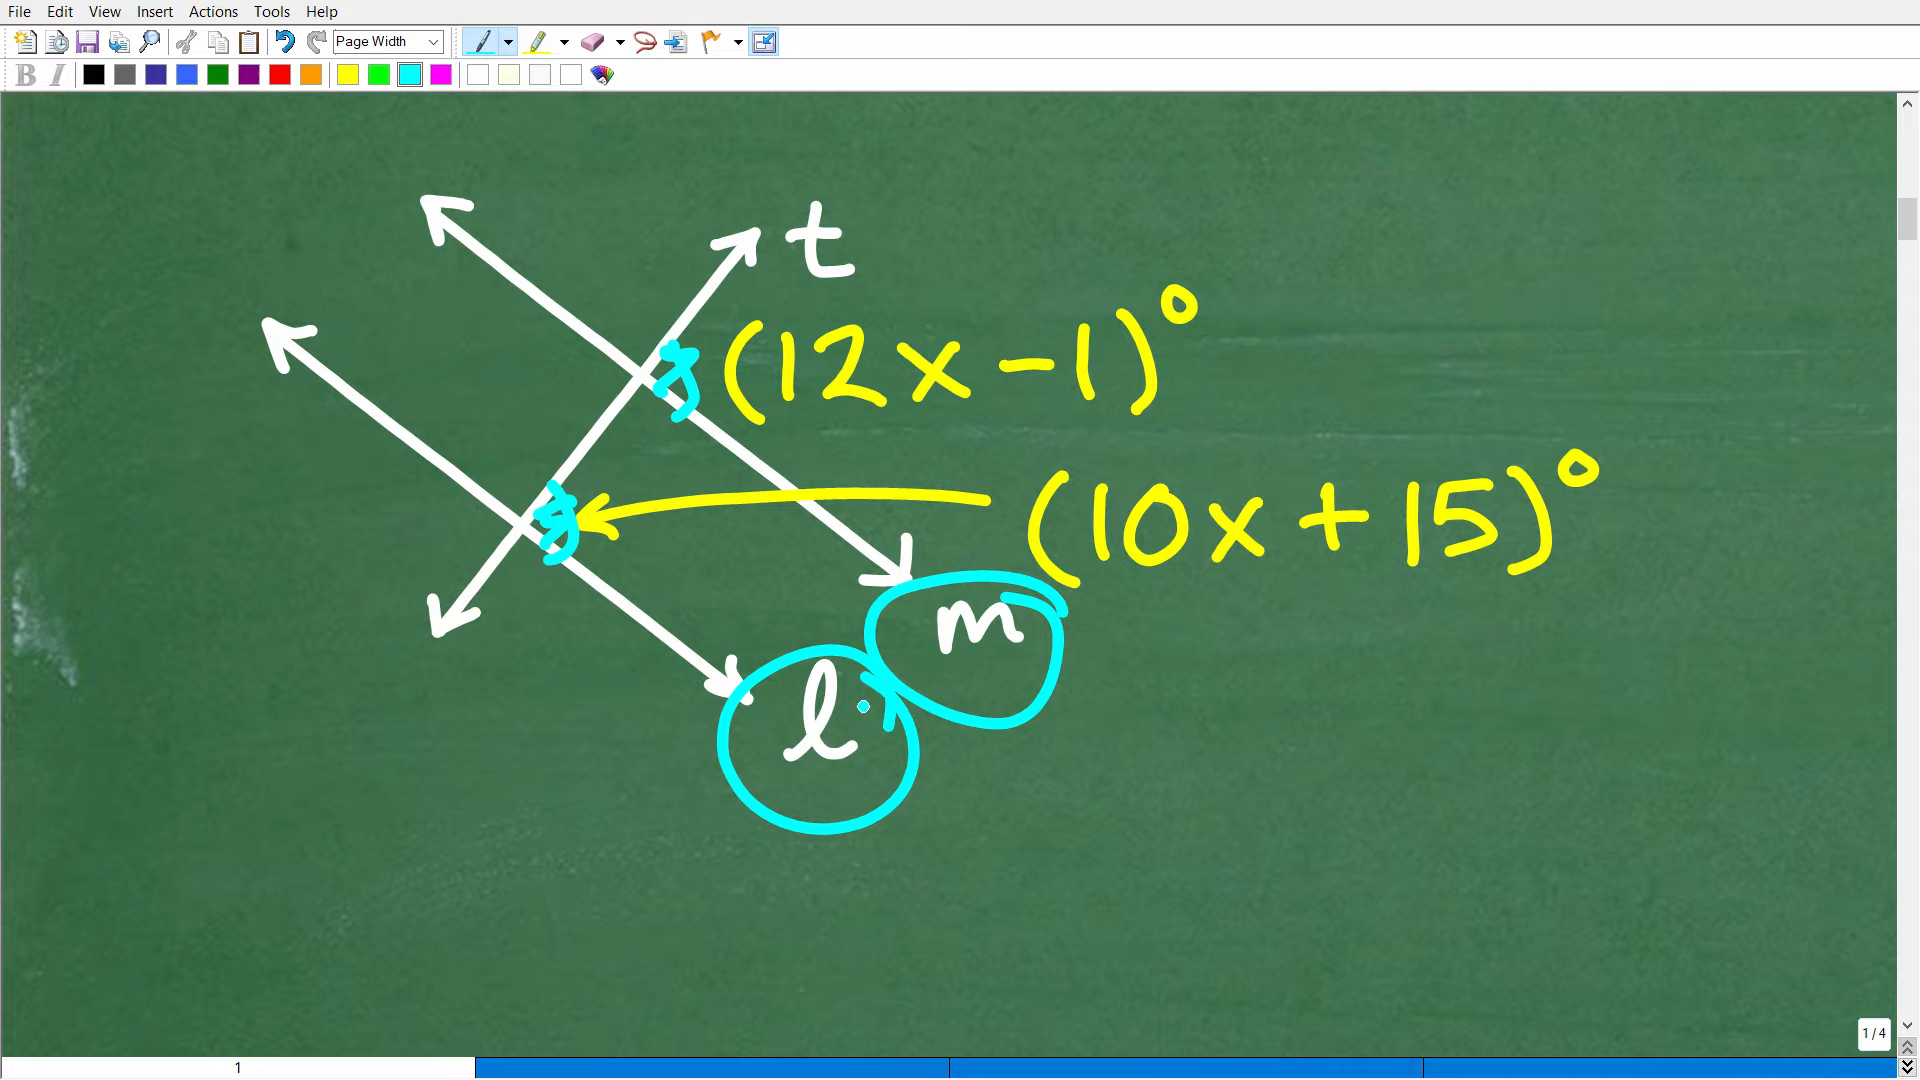 File Edit View Insert Actions Tools Help
Page Width
B I
t
(12x-1)°
(10x+15)°
m
l
1/4
1